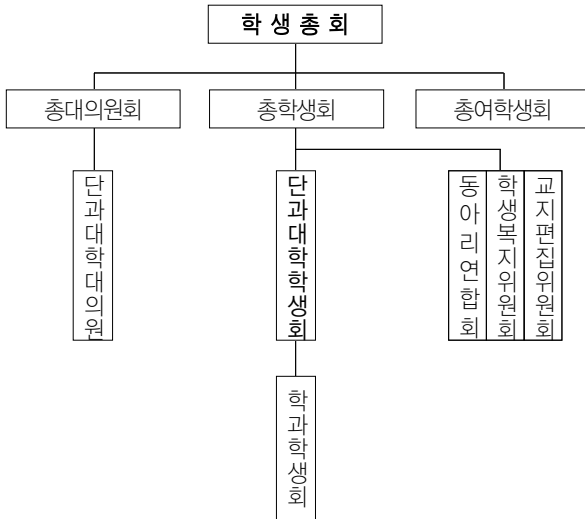 학생총회
총대의원회
총학생회
총여학생회
단과대학대의원
단과대학학생회
동아리연합회
학생복지위원회
교지편집위원회
학과학생회